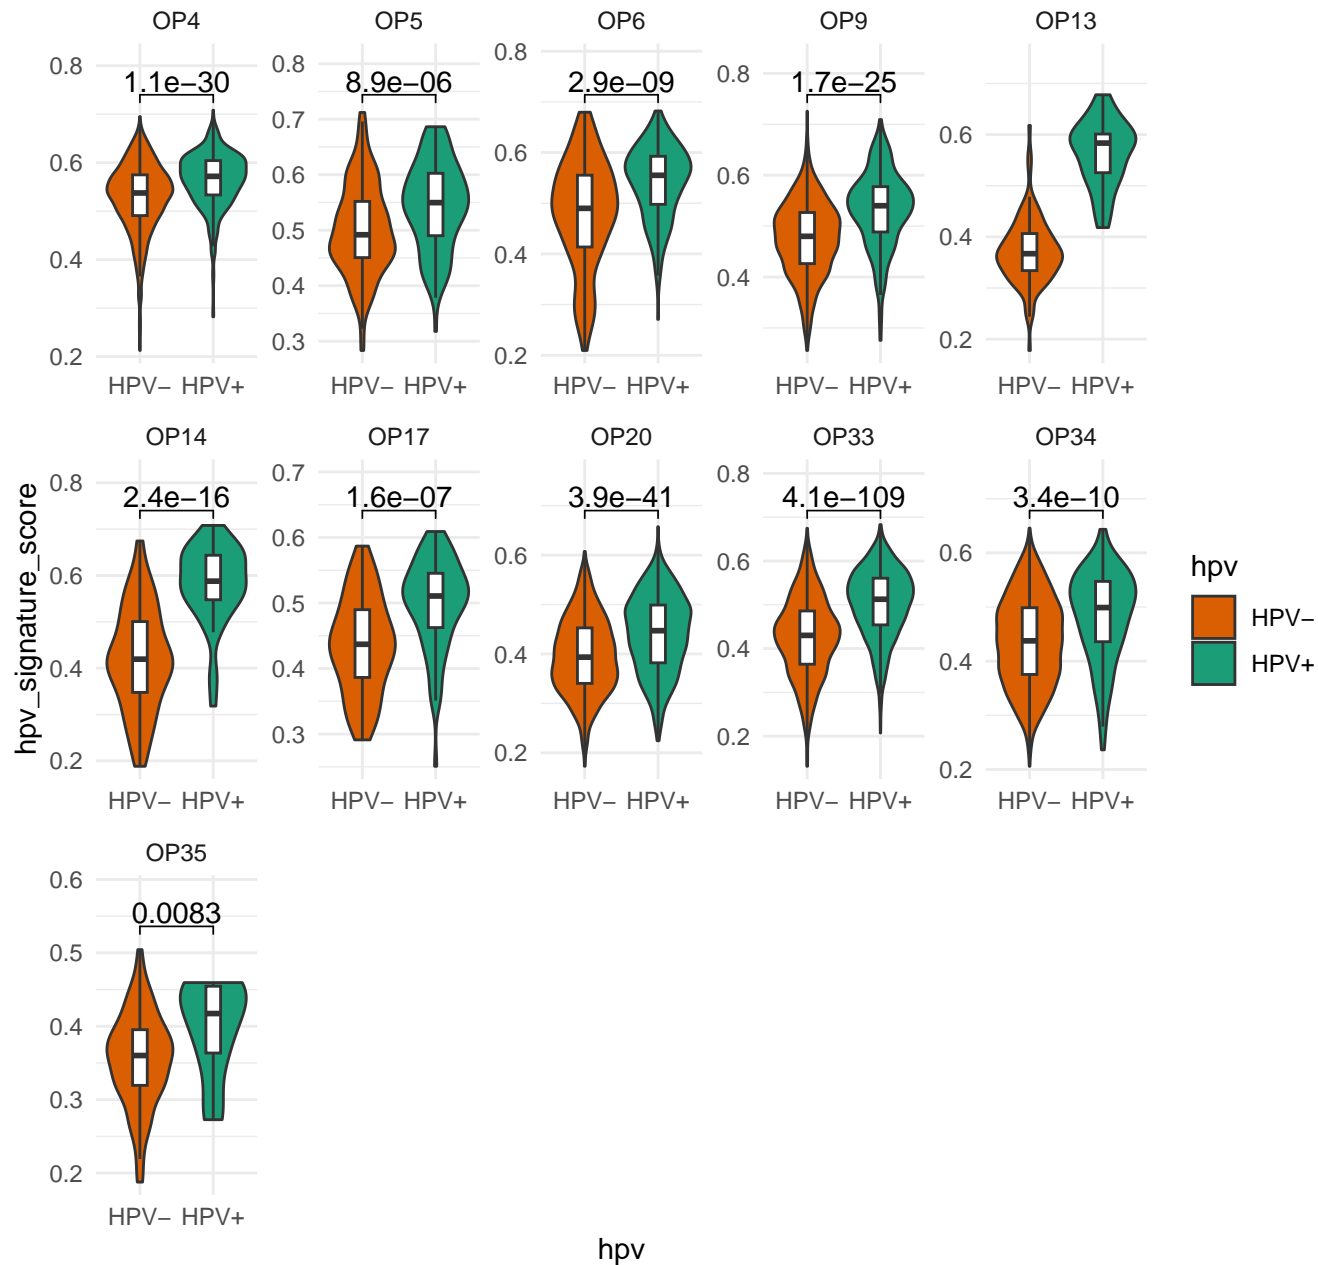 OP4 OP5 OP6 OP9 OP13
0.8 0.6 0.4 0.2
1.1e−30
HPV− HPV+
0.8 0.7 0.6 0.5 0.4 0.3
8.9e−06
HPV− HPV+
0.8 0.6 0.4 0.2
2.9e−09
HPV− HPV+
0.8 0.6 0.4
1.7e−25
HPV− HPV+
0.6 0.4 0.2
HPV− HPV+
OP14 OP17 OP20 OP33 OP34
0.8 0.6 0.4 0.2
2.4e−16
HPV− HPV+
0.7 0.6 0.5 0.4 0.3
1.6e−07
HPV− HPV+
0.6 0.4 0.2
3.9e−41
HPV− HPV+
0.8 0.6 0.4 0.2
4.1e−109
HPV− HPV+
0.6 0.4 0.2
3.4e−10
HPV− HPV+
OP35
0.6 0.5 0.4 0.3 0.2
0.0083
HPV− HPV+
hpv_signature_score
hpv
hpv
HPV−
HPV+